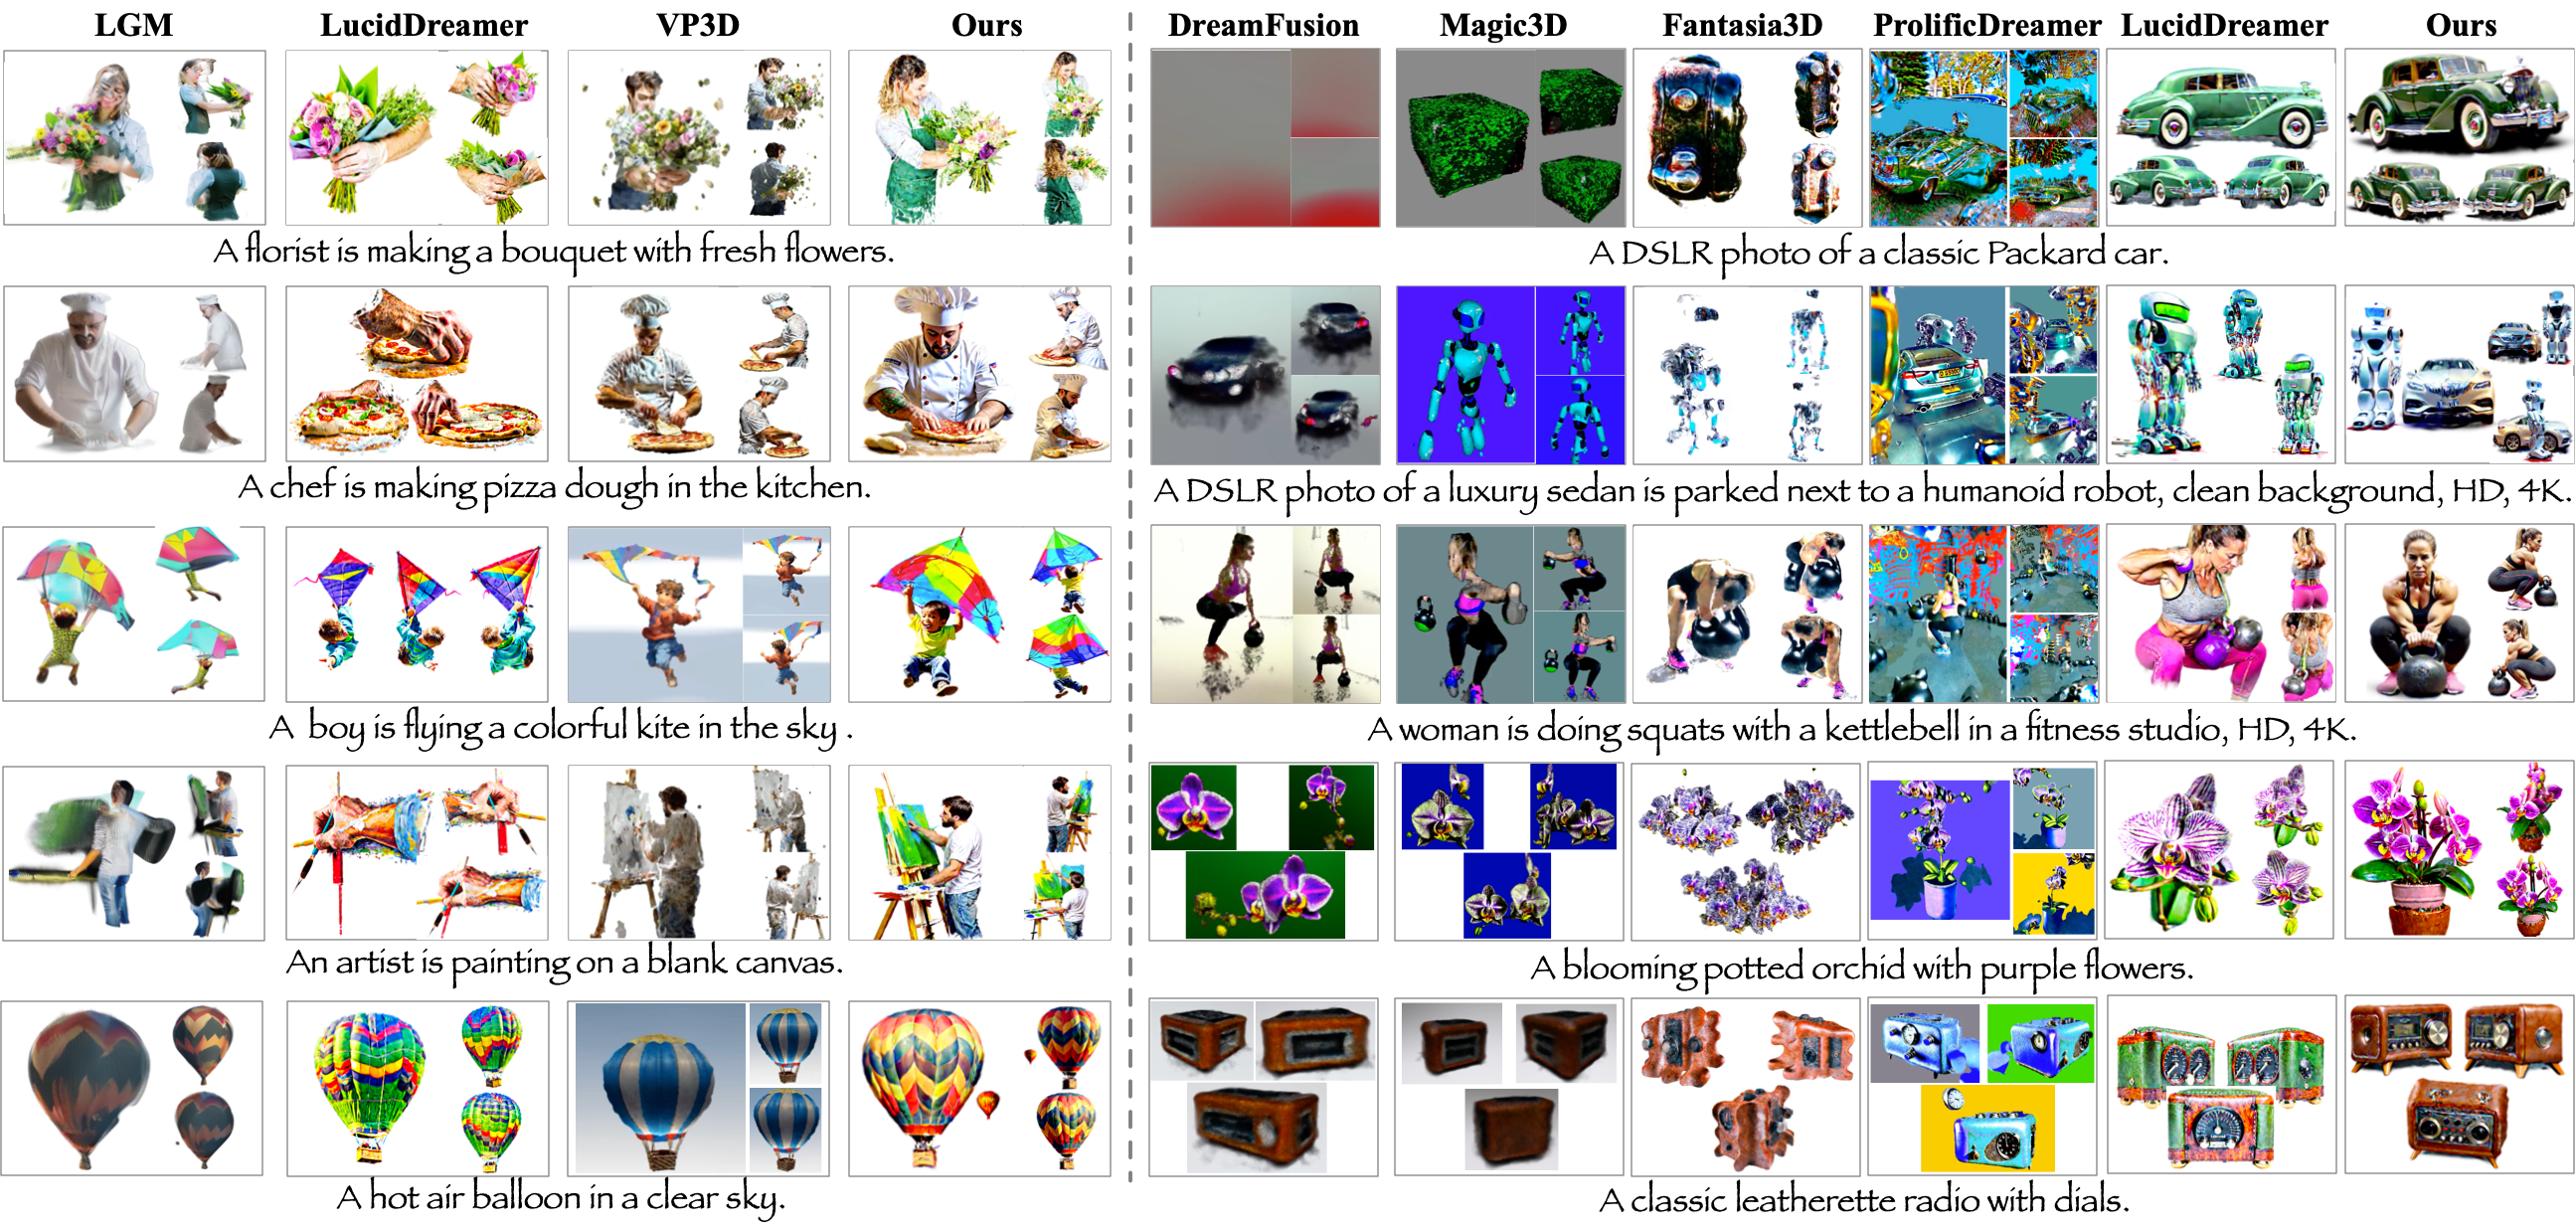 LGM LucidDreamer VP3D Ours
A florist is making a bouquet with fresh flowers.
A chef is making pizza dough in the kitchen.
A boy is flying a colorful kite in the sky .
An artist is painting on a blank canvas.
A hot air balloon in a clear sky.
DreamFusion Magic3D Fantasia3D ProlificDreamer LucidDreamer Ours
A DSLR photo of a classic Packard car.
A DSLR photo of a luxury sedan is parked next to a humanoid robot, clean background, HD, 4K.
A woman is doing squats with a kettlebell in a fitness studio, HD, 4K.
A blooming potted orchid with purple flowers.
A classic leatherette radio with dials.